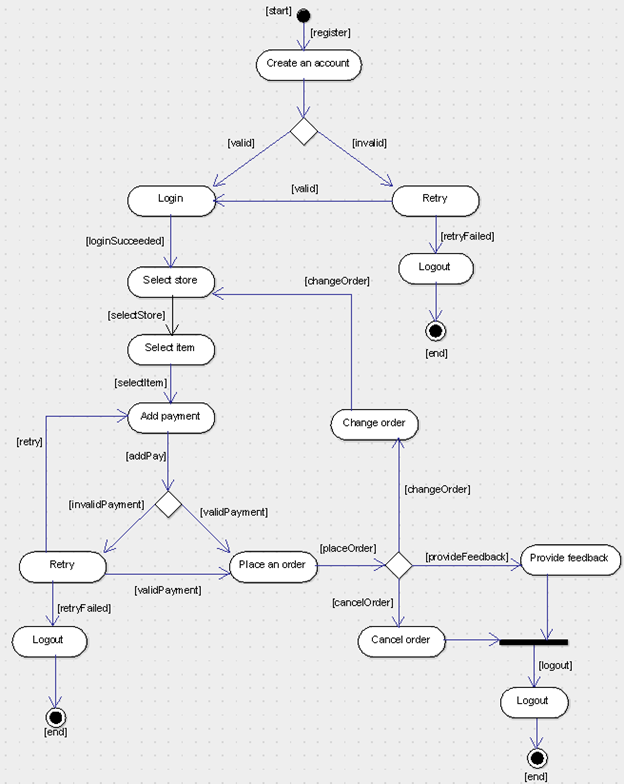 [start]
[register]
Create an account
[valid]
[invalid]
Login
[valid]
Retry
[loginSucceeded]
[retryFailed]
Logout
Select store
[changeOrder]
[selectStore]
Select item
[end]
[selectItem]
Add payment
Change order
[retry]
[addPay]
[changeOrder]
[invalidPayment]
[validPayment]
Retry
Place an order
[placeOrder]
[provideFeedback]
Provide feedback
[validPayment]
[retryFailed]
[cancelOrder]
Logout
Cancel order
[logout]
Logout
[end]
[end]